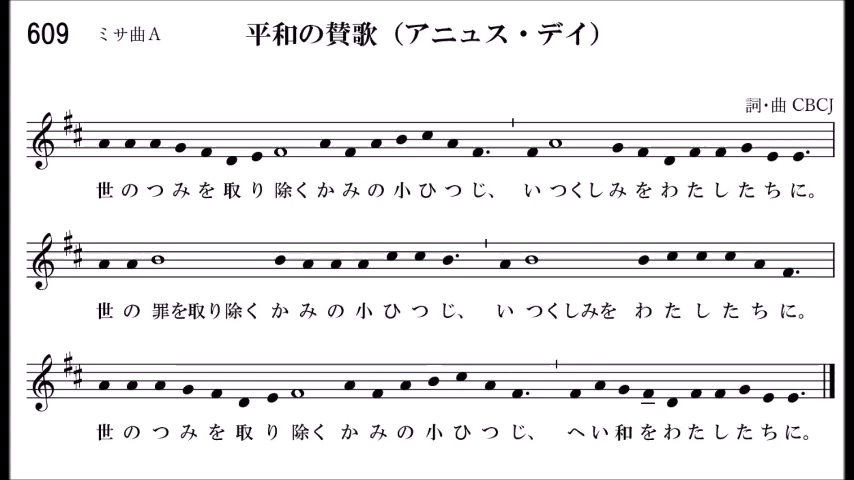 609 ミサ曲A 平和の賛歌（アニュス・デイ）
詞・曲 CBCJ
世のつみを取り除くかみの小ひつじ、 いつくしみをわたしたちに。
世の罪を取り除くかみの小ひつじ、 いつくしみをわたしたちに。
世のつみを取り除くかみの小ひつじ、 へい和をわたしたちに。